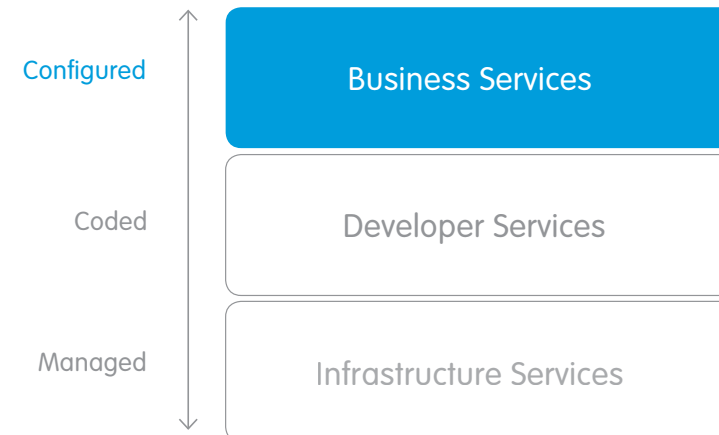 Configured
Business Services
Coded
Developer Services
Managed
Infrastructure Services